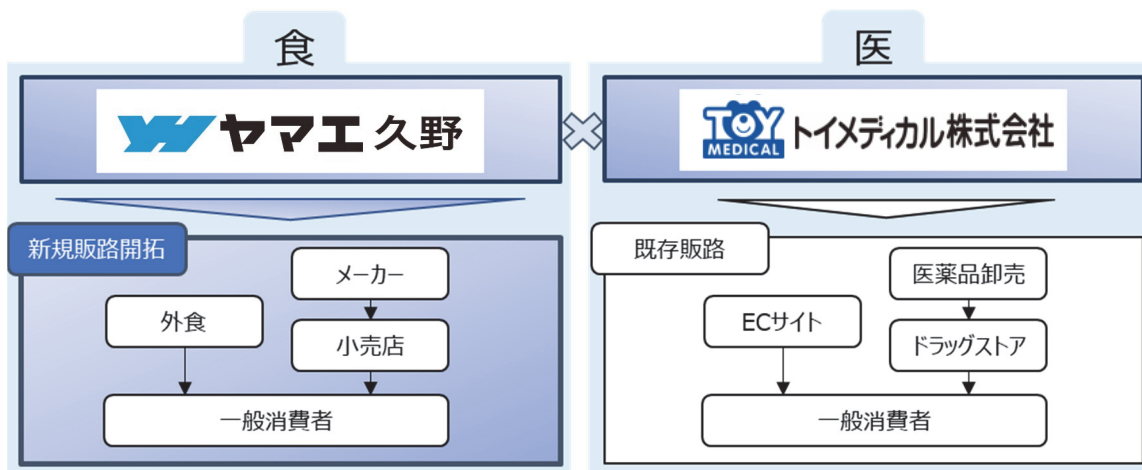 食
ヤマエ久野
新規販路開拓
メーカー
外食
小売店
一般消費者
医
TOY
MEDICAL
トイメディカル株式会社
既存販路
医薬品卸売
ECサイト
ドラッグストア
一般消費者